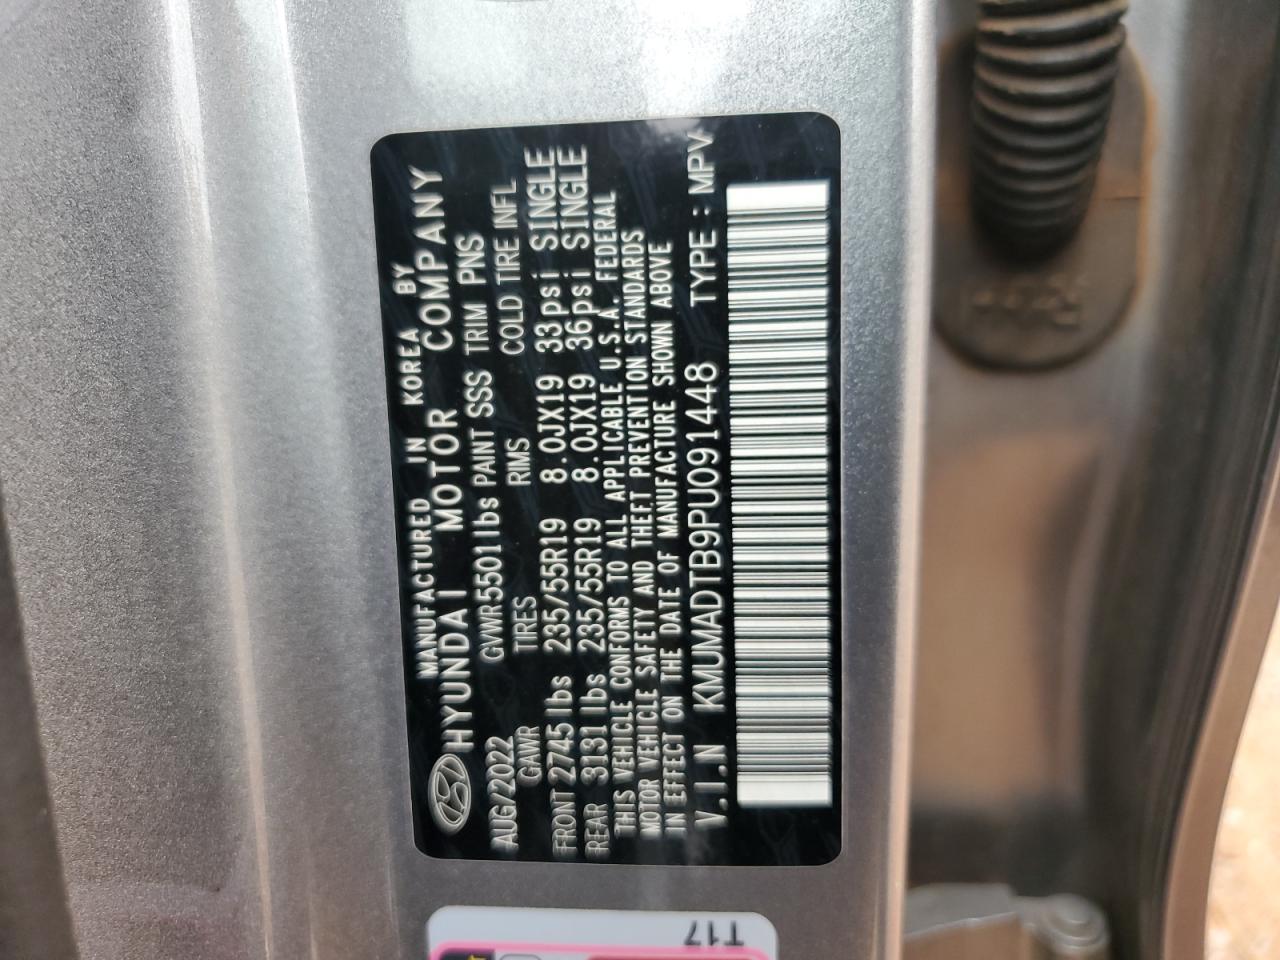 MANUFACTURED IN KOREA BY
HYUNDAI MOTOR COMPANY
AUG/2022 GVWR 5501 lbs PAINT SSS TRIM PNS
GAWR TIRES RIMS COLD TIRE INFL
FRONT 2745 lbs 235/55R19 8.0JX19 33psi SINGLE
REAR 3131 lbs 235/55R19 8.0JX19 36psi SINGLE
THIS VEHICLE CONFORMS TO ALL APPLICABLE U.S.A. FEDERAL
MOTOR VEHICLE SAFETY AND THEFT PREVENTION STANDARDS
IN EFFECT ON THE DATE OF MANUFACTURE SHOWN ABOVE
V.I.N KMUMADTB9PU091448 TYPE : MPV
T17